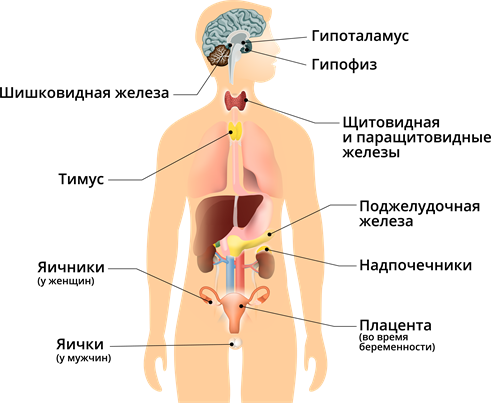 Гипоталамус
Гипофиз
Шишковидная железа
Щитовидная
и паращитовидные
железы
Тимус
Поджелудочная
железа
Надпочечники
Яичники
(у женщин)
Плацента
(во время
беременности)
Яички
(у мужчин)